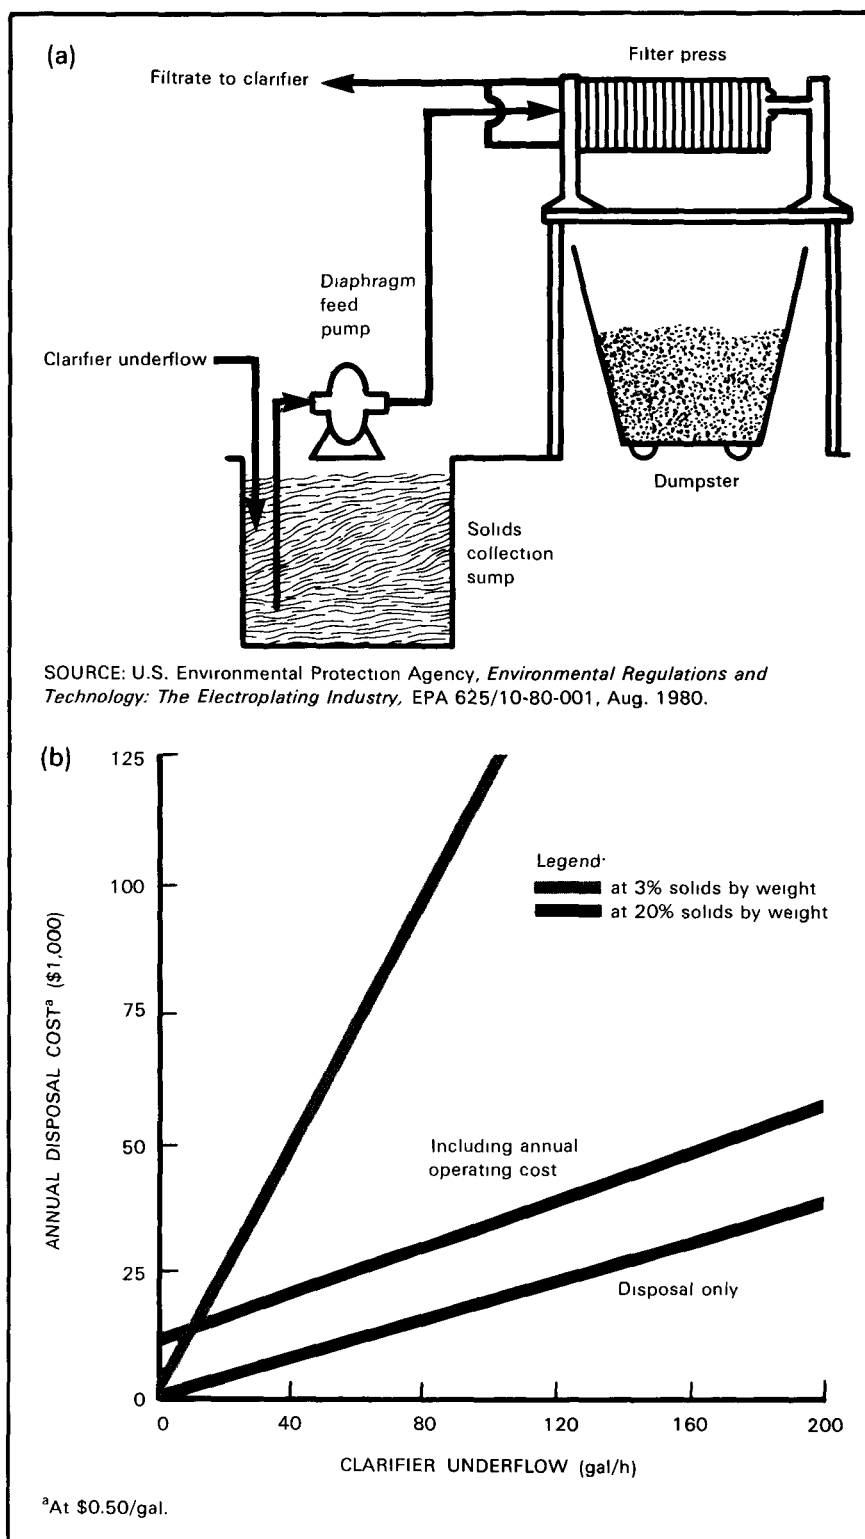 (a)
Filter press
Filtrate to clarifier
Diaphragm
feed
pump
Clarifier underflow
Dumpster
Solids
collection
sump
SOURCE: U.S. Environmental Protection Agency, Environmental Regulations and
Technology: The Electroplating Industry, EPA 625/10-80-001, Aug. 1980.
(b)
125
100
75
50
25
0
ANNUAL DISPOSAL COSTᵃ ($1,000)
Legend·
at 3% solids by weight
at 20% solids by weight
Including annual
operating cost
Disposal only
0
40
80
120
160
200
CLARIFIER UNDERFLOW (gal/h)
ᵃAt $0.50/gal.